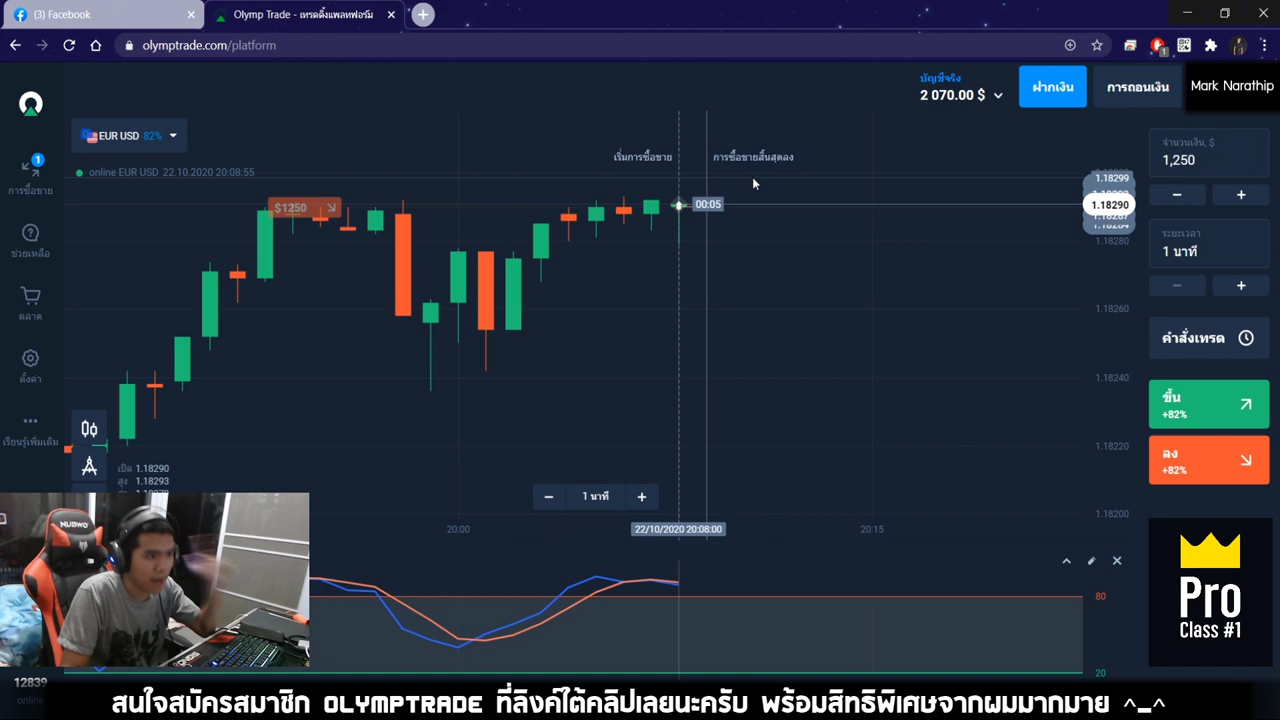 (3) Facebook
Olymp Trade - เทรดดิ้งแพลทฟอร์ม
olymptrade.com/platform
1
บัญชีจริง
2 070.00 $
ฝากเงิน
การถอนเงิน
Mark Narathip
EUR USD 82%
online EUR USD 22.10.2020 20:08:55
เริ่มการซื้อขาย
การซื้อขายสิ้นสุดลง
1
การซื้อขาย
ช่วยเหลือ
ตลาด
ตั้งค่า
เรียนรู้เพิ่มเติม
$1250
00:05
1.18299
1.18290
1.18287
1.18284
1.18280
1.18260
1.18240
1.18220
1.18200
จำนวนเงิน, $
1,250
ระยะเวลา
1 นาที
คำสั่งเทรด
ขึ้น
+82%
ลง
+82%
เปิด 1.18290
สูง 1.18293
1 นาที
20:00
22/10/2020 20:08:00
20:15
80
20
NUBWO
Pro
Class #1
12839
online
สนใจสมัครสมาชิก OLYMPTRADE ที่ลิงค์ใต้คลิปเลยนะครับ พร้อมสิทธิพิเศษจากผมมากมาย ^_^